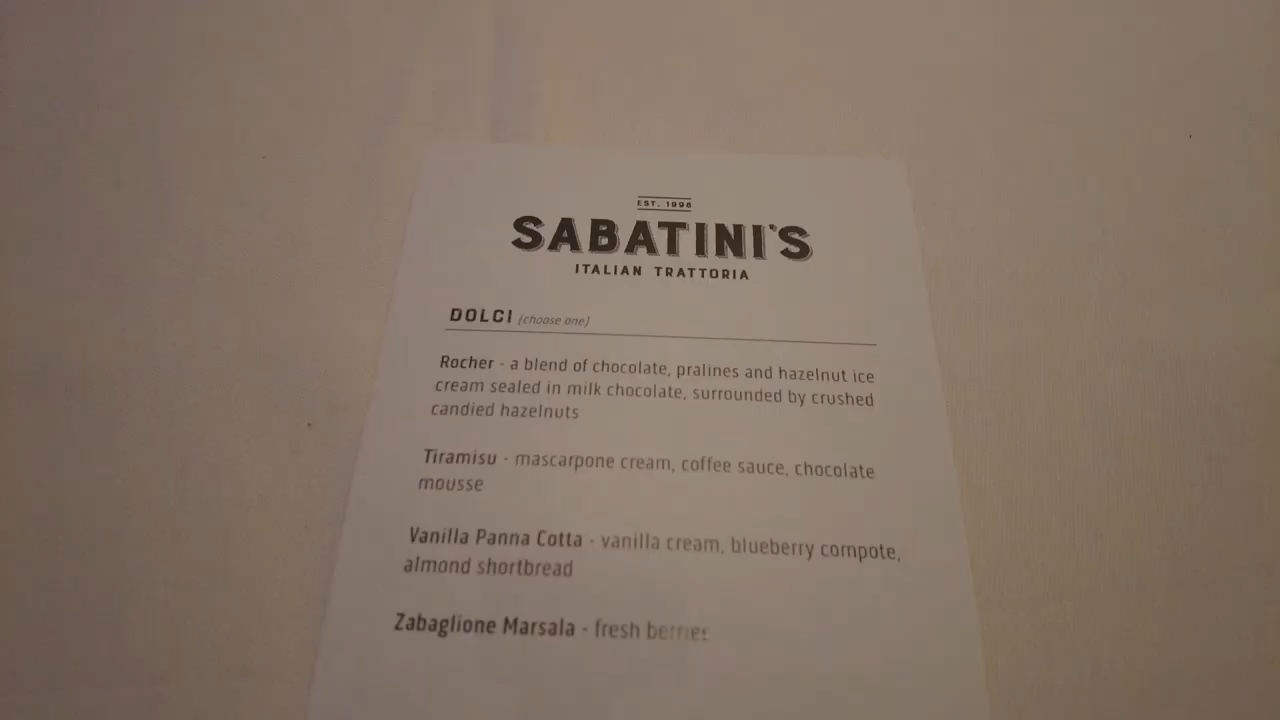 EST. 1998
SABATINI'S
ITALIAN TRATTORIA
DOLCI (choose one)
Rocher - a blend of chocolate, pralines and hazelnut ice
cream sealed in milk chocolate, surrounded by crushed
candied hazelnuts
Tiramisu - mascarpone cream, coffee sauce, chocolate
mousse
Vanilla Panna Cotta - vanilla cream, blueberry compote,
almond shortbread
Zabaglione Marsala - fresh berries